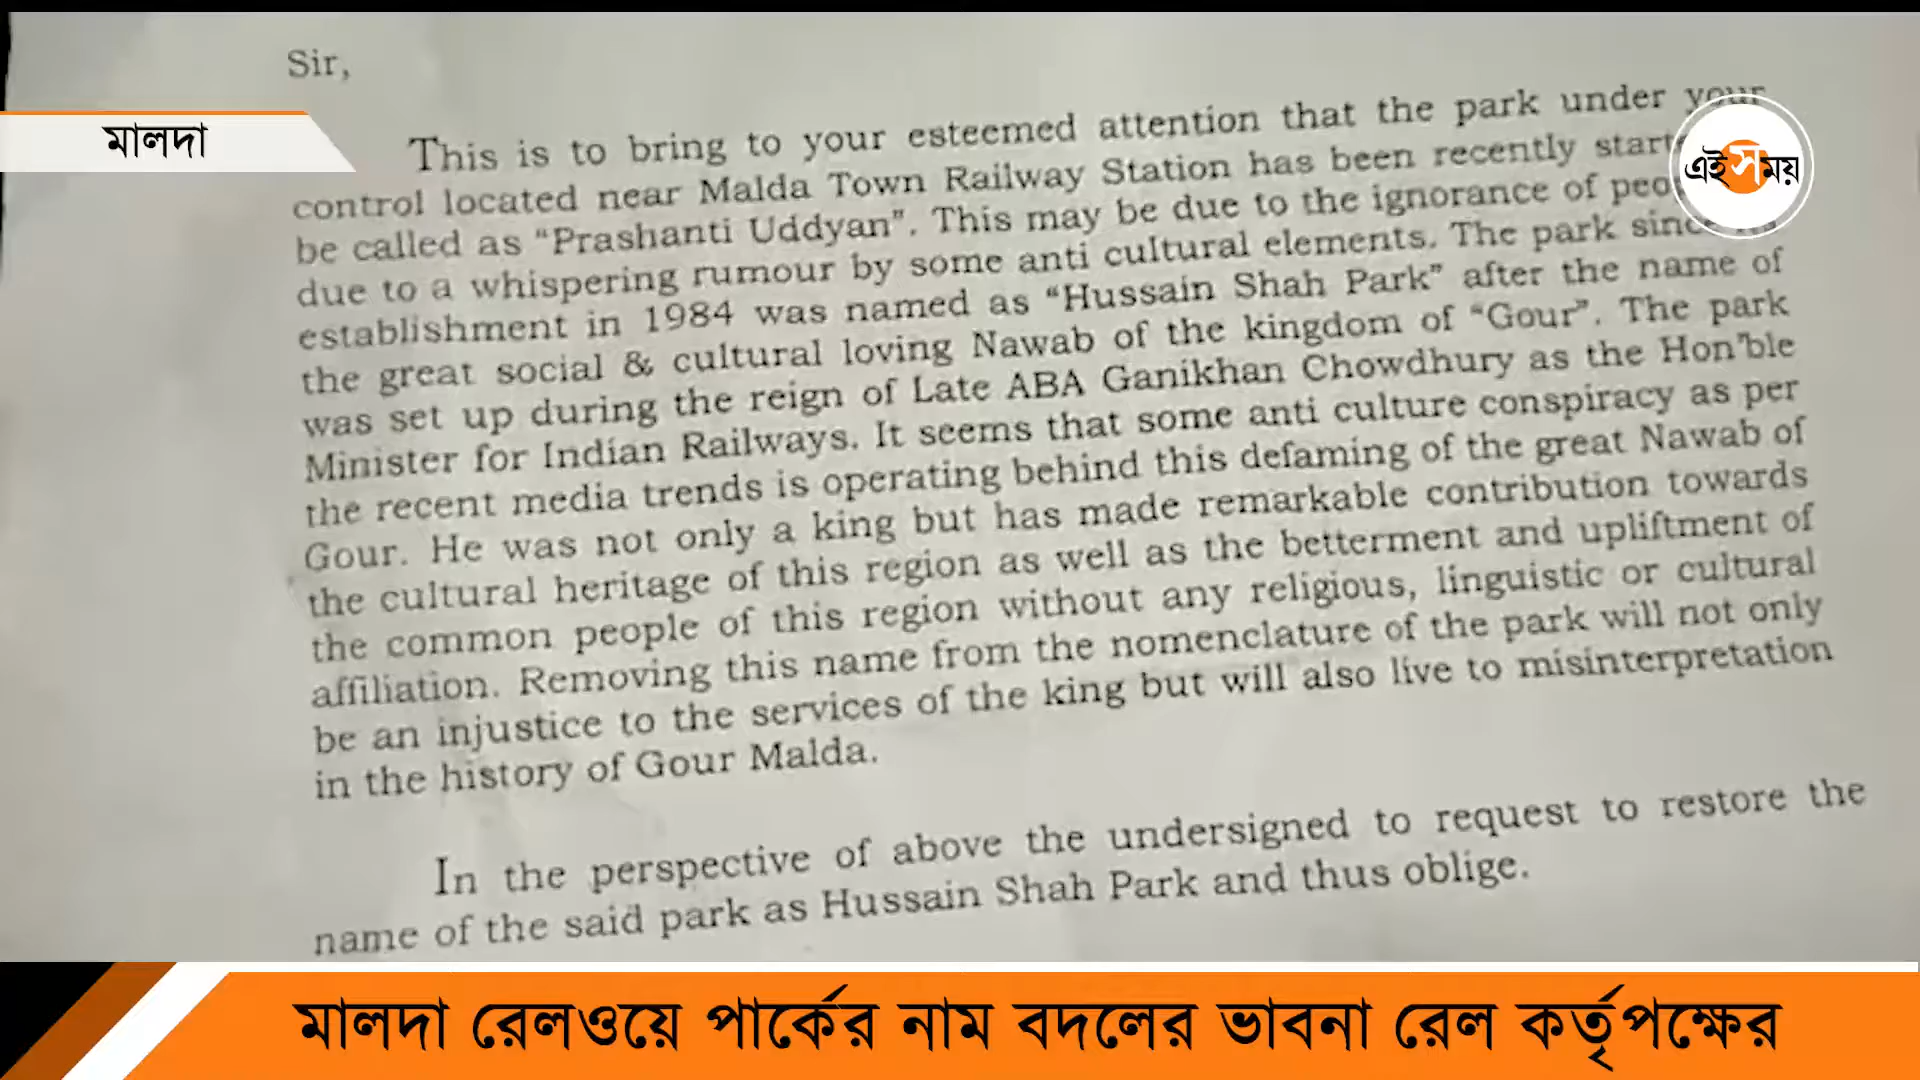 Sir,
মালদা
This is to bring to your esteemed attention that the park under your
এই সময়
control located near Malda Town Railway Station has been recently
be called as “Prashanti Uddyan”. This may be due to the ignorance of
due to a whispering rumour by some anti cultural elements. The park
establishment in 1984 was named as “Hussain Shah Park” after the name of
the great social & cultural loving Nawab of the kingdom of “Gour”. The park
was set up during the reign of Late ABA Ganikhan Chowdhury as the Hon’ble
Minister for Indian Railways. It seems that some anti culture conspiracy as per
the recent media trends is operating behind this defaming of the great Nawab of
Gour. He was not only a king but has made remarkable contribution towards
the cultural heritage of this region as well as the betterment and upliftment of
the common people of this region without any religious, linguistic or cultural
affiliation. Removing this name from the nomenclature of the park will not only
be an injustice to the services of the king but will also live to misinterpretation
in the history of Gour Malda.
In the perspective of above the undersigned to request to restore the
name of the said park as Hussain Shah Park and thus oblige.
মালদা রেলওয়ে পার্কের নাম বদলের ভাবনা রেল কর্তৃপক্ষের